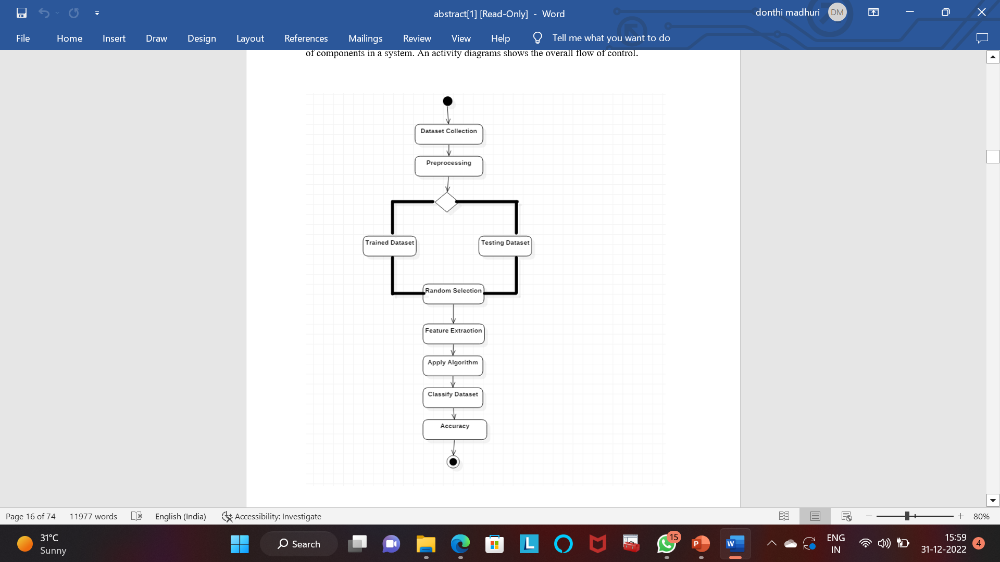 abstract[1] [Read-Only] - Word
donthi madhuri
DM
File Home Insert Draw Design Layout References Mailings Review View Help Tell me what you want to do
of components in a system. An activity diagrams shows the overall flow of control.
Dataset Collection
Preprocessing
Trained Dataset
Testing Dataset
Random Selection
Feature Extraction
Apply Algorithm
Classify Dataset
Accuracy
Page 16 of 74 11977 words English (India) Accessibility: Investigate 80%
31°C
Sunny
Search
L
15
P
W
ENG
IN
15:59
31-12-2022
4